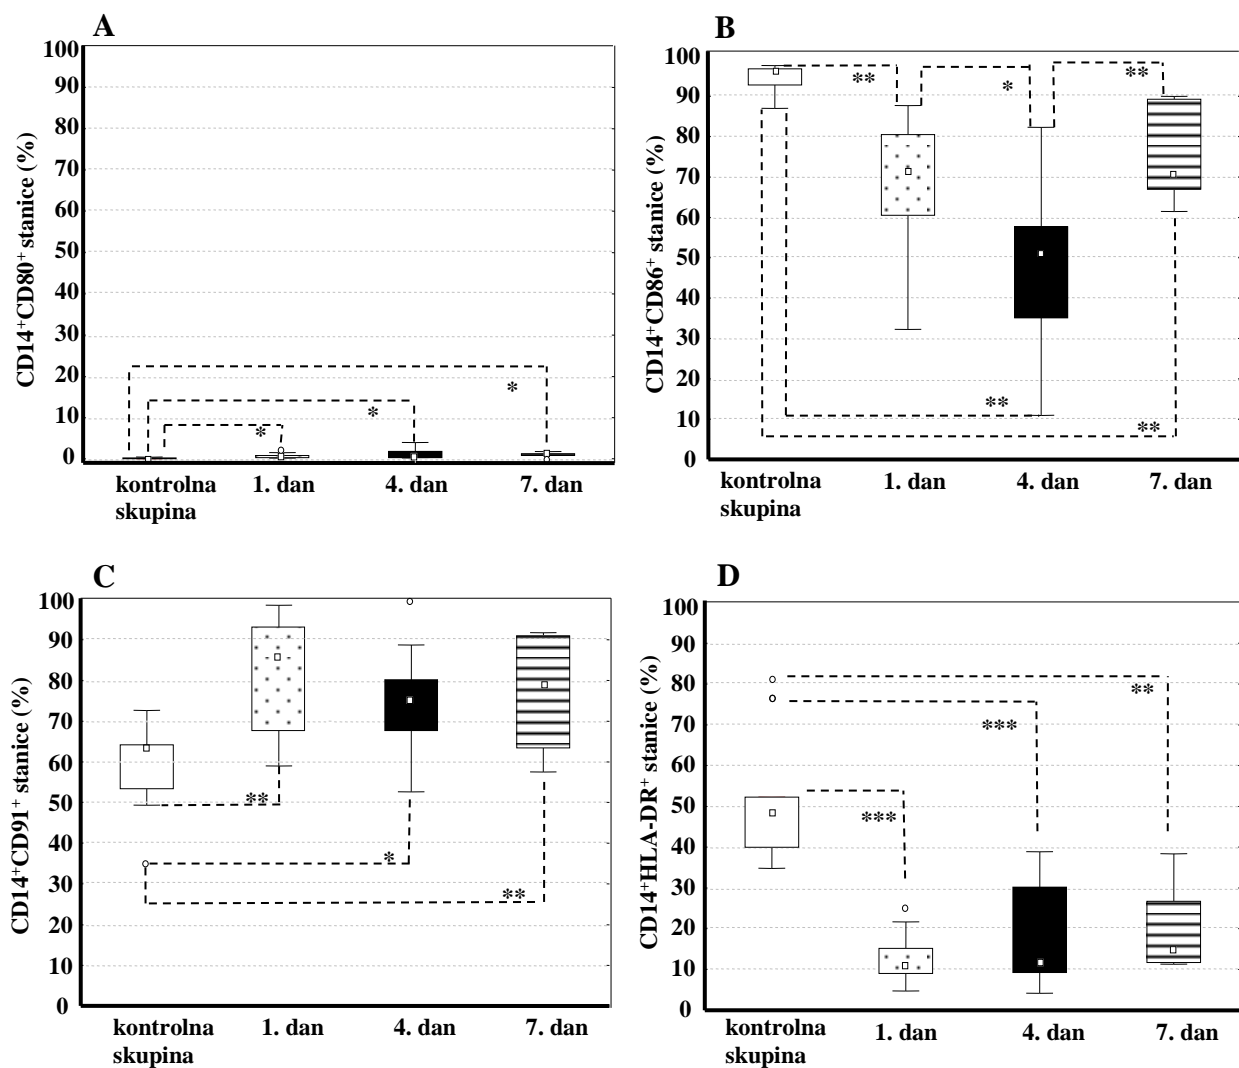 A
CD14⁺CD80⁺ stanice (%)
100
90
80
70
60
50
40
30
20
10
0
*
*
*
kontrolna
skupina
1. dan
4. dan
7. dan
B
CD14⁺CD86⁺ stanice (%)
100
90
80
70
60
50
40
30
20
10
0
**
*
**
**
**
kontrolna
skupina
1. dan
4. dan
7. dan
C
CD14⁺CD91⁺ stanice (%)
100
90
80
70
60
50
40
30
20
10
0
**
*
**
kontrolna
skupina
1. dan
4. dan
7. dan
D
CD14⁺HLA-DR⁺ stanice (%)
100
90
80
70
60
50
40
30
20
10
0
**
***
***
kontrolna
skupina
1. dan
4. dan
7. dan